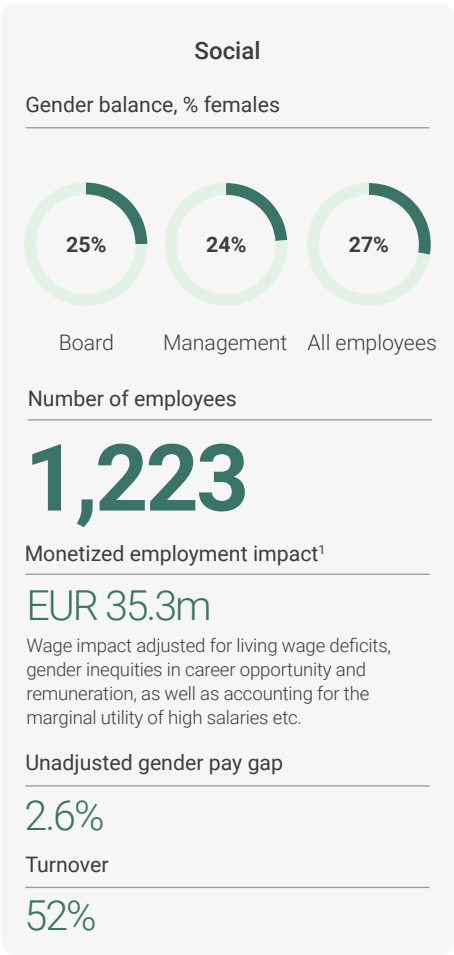 Social
Gender balance, % females
25%
24%
27%
Board
Management
All employees
Number of employees
1,223
Monetized employment impact¹
EUR 35.3m
Wage impact adjusted for living wage deficits,
gender inequities in career opportunity and
remuneration, as well as accounting for the
marginal utility of high salaries etc.
Unadjusted gender pay gap
2.6%
Turnover
52%